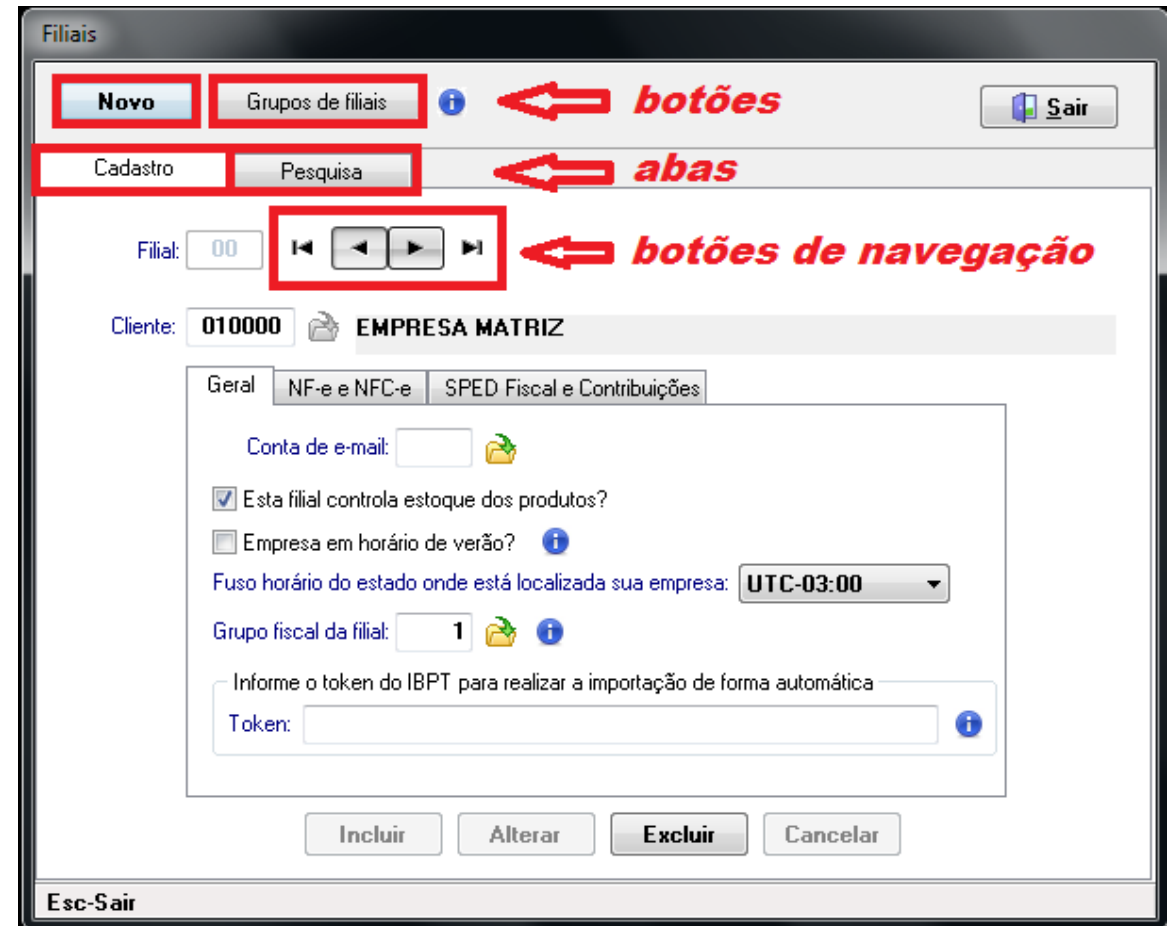 Filiais
Novo Grupos de filiais botões Sair
Cadastro Pesquisa abas
Filial: 00 botões de navegação
Cliente: 010000 EMPRESA MATRIZ
Geral NF-e e NFC-e SPED Fiscal e Contribuições
Conta de e-mail:
Esta filial controla estoque dos produtos?
Empresa em horário de verão?
Fuso horário do estado onde está localizada sua empresa: UTC-03:00
Grupo fiscal da filial: 1
Informe o token do IBPT para realizar a importação de forma automática
Token:
Incluir Alterar Excluir Cancelar
Esc-Sair